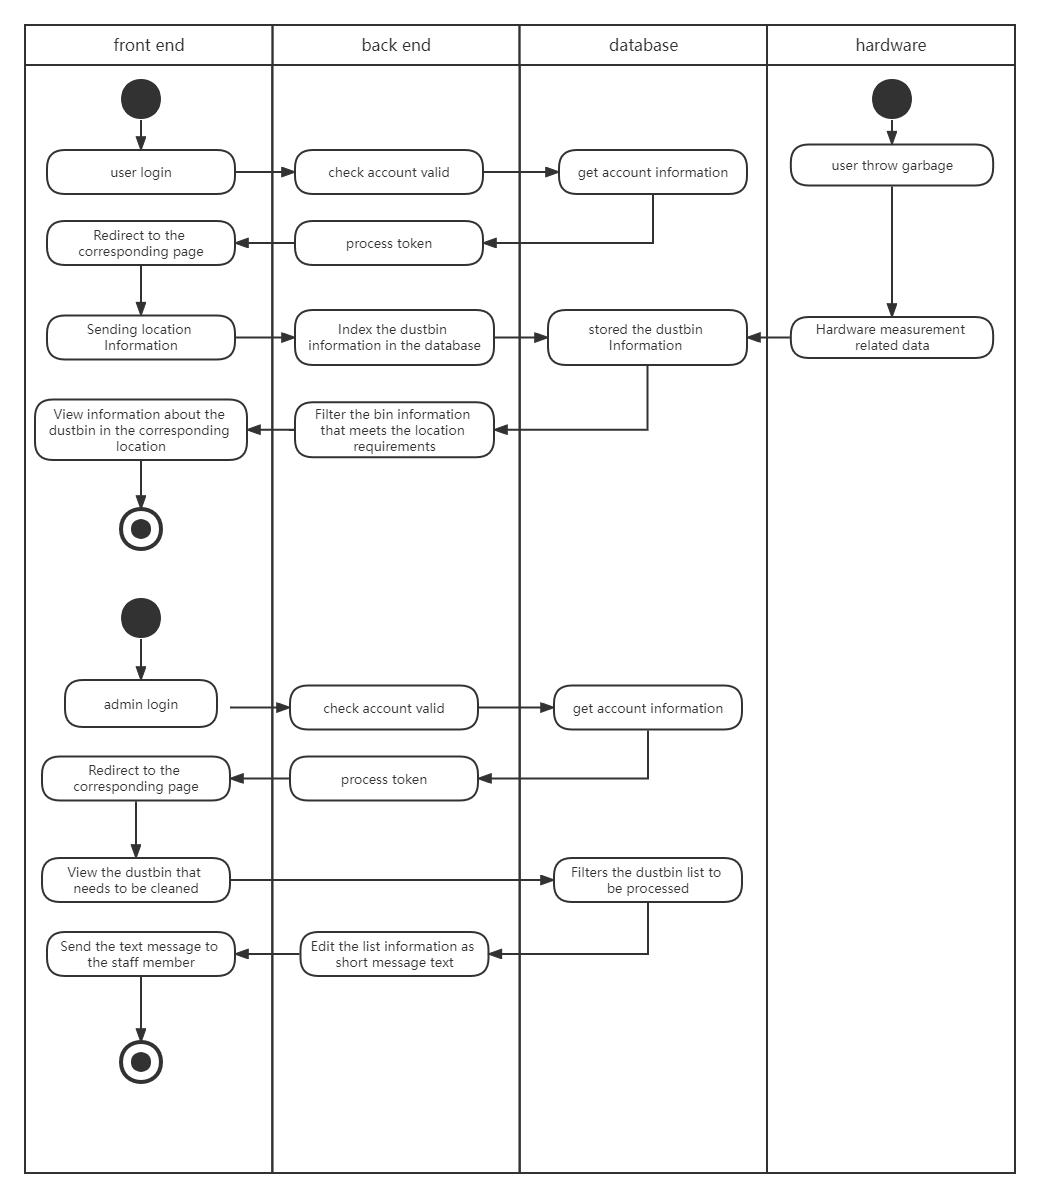 front end
back end
database
hardware
user login
check account valid
get account information
user throw garbage
Redirect to the
corresponding page
process token
Sending location
Information
Index the dustbin
information in the database
stored the dustbin
Information
Hardware measurement
related data
View information about the
dustbin in the corresponding
location
Filter the bin information
that meets the location
requirements
admin login
check account valid
get account information
Redirect to the
corresponding page
process token
View the dustbin that
needs to be cleaned
Filters the dustbin list to
be processed
Send the text message to
the staff member
Edit the list information as
short message text